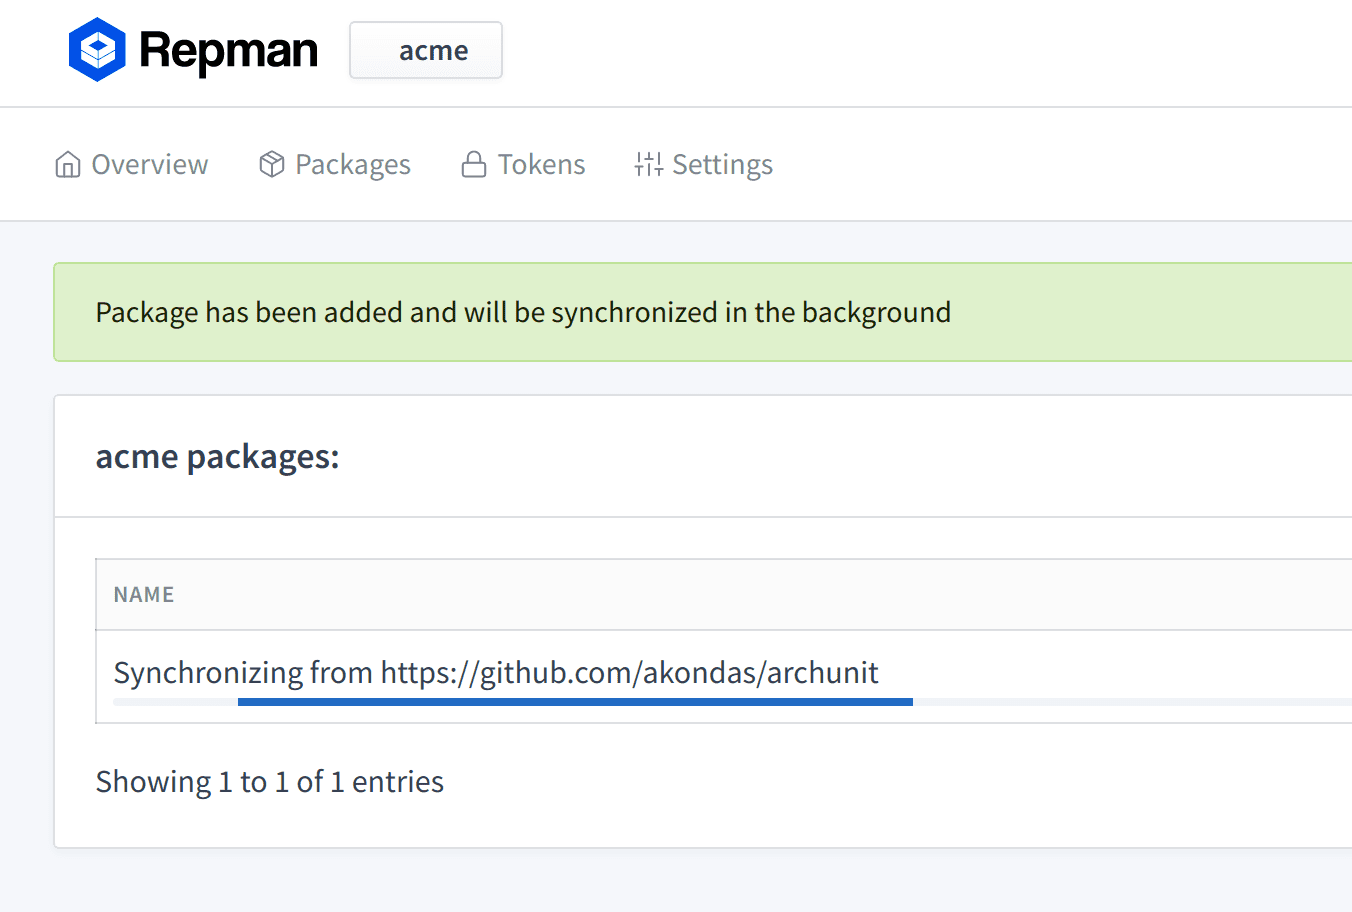 Repman
acme
Overview
Packages
Tokens
Settings
Package has been added and will be synchronized in the background
acme packages:
NAME
Synchronizing from https://github.com/akondas/archunit
Showing 1 to 1 of 1 entries